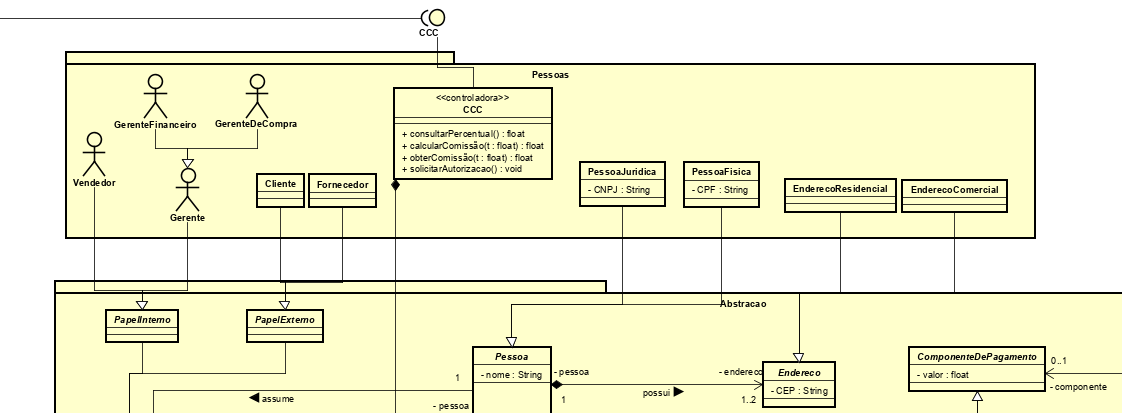 CCC
Pessoas
GerenteFinanceiro
GerenteDeCompra
<<controladora>>
CCC
+ consultarPercentual() : float
+ calcularComissão(t : float) : float
+ obterComissão(t : float) : float
+ solicitarAutorizacao() : void
Vendedor
Gerente
Cliente
Fornecedor
PessoaJuridica
- CNPJ : String
PessoaFisica
- CPF : String
EnderecoResidencial
EnderecoComercial
Abstracao
PapelInterno
PapelExterno
Pessoa
- nome : String
- pessoa
1
possui
- endereco
1..2
Endereco
- CEP : String
ComponenteDePagamento
- valor : float
0..1
- componente
1
assume
- pessoa